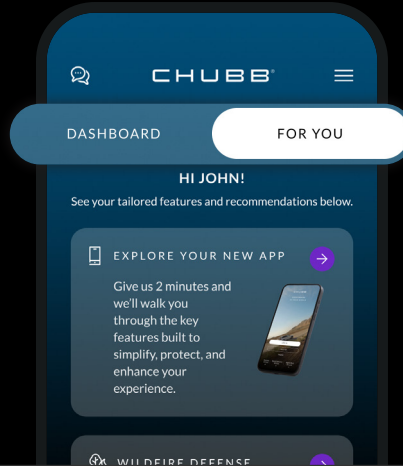 CHUBB®
DASHBOARD
FOR YOU
HI JOHN!
See your tailored features and recommendations below.
EXPLORE YOUR NEW APP
Give us 2 minutes and
we'll walk you
through the key
features built to
simplify, protect, and
enhance your
experience.
WILDFIRE DEFENSE